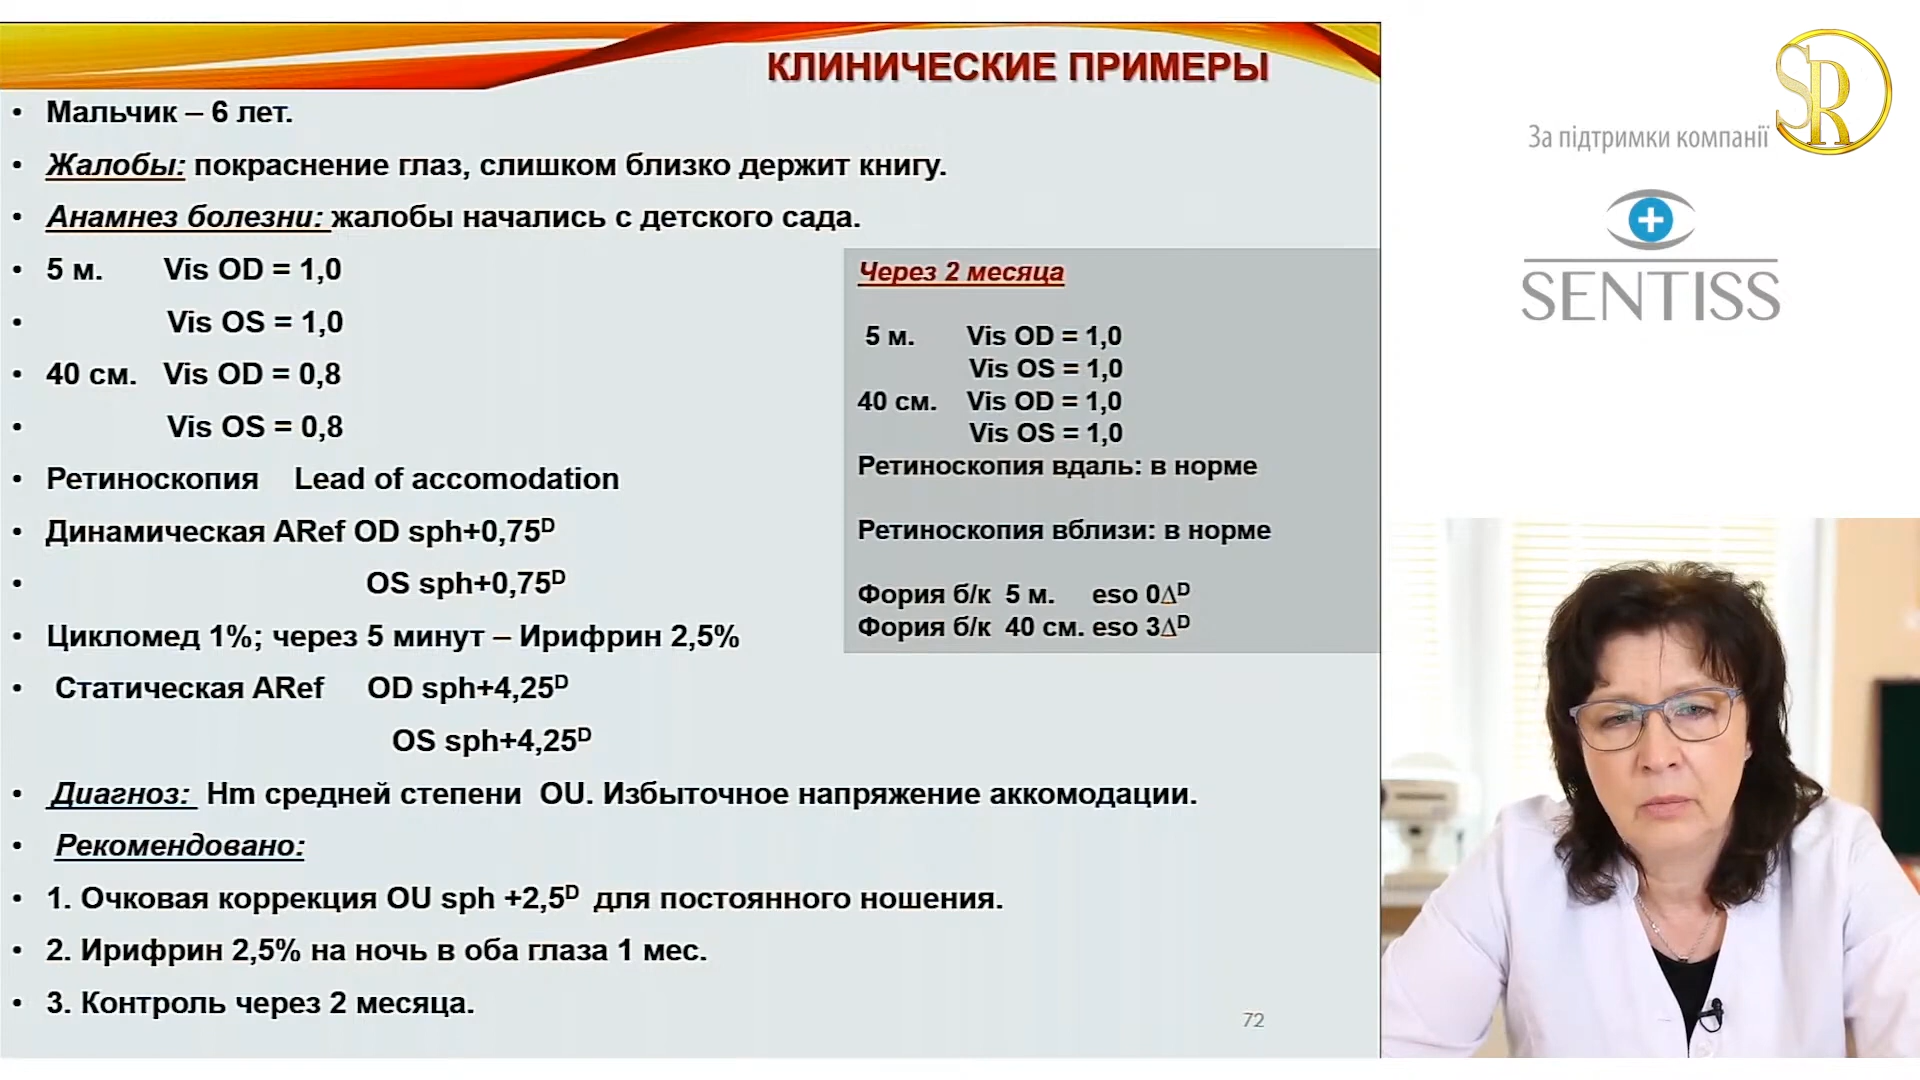 КЛИНИЧЕСКИЕ ПРИМЕРЫ
• Мальчик – 6 лет.
• Жалобы: покраснение глаз, слишком близко держит книгу.
• Анамнез болезни: жалобы начались с детского сада.
• 5 м. Vis OD = 1,0
• Vis OS = 1,0
• 40 см. Vis OD = 0,8
• Vis OS = 0,8
• Ретиноскопия Lead of accomodation
• Динамическая ARef OD sph+0,75ᴰ
• OS sph+0,75ᴰ
• Цикломед 1%; через 5 минут – Ирифрин 2,5%
• Статическая ARef OD sph+4,25ᴰ
• OS sph+4,25ᴰ
• Диагноз: Hm средней степени OU. Избыточное напряжение аккомодации.
• Рекомендовано:
• 1. Очковая коррекция OU sph +2,5ᴰ для постоянного ношения.
• 2. Ирифрин 2,5% на ночь в оба глаза 1 мес.
• 3. Контроль через 2 месяца.
Через 2 месяца
5 м. Vis OD = 1,0
Vis OS = 1,0
40 см. Vis OD = 1,0
Vis OS = 1,0
Ретиноскопия вдаль: в норме
Ретиноскопия вблизи: в норме
Фория б/к 5 м. eso 0∆ᴰ
Фория б/к 40 см. eso 3∆ᴰ
72
За підтримки компанії
SR
SENTISS